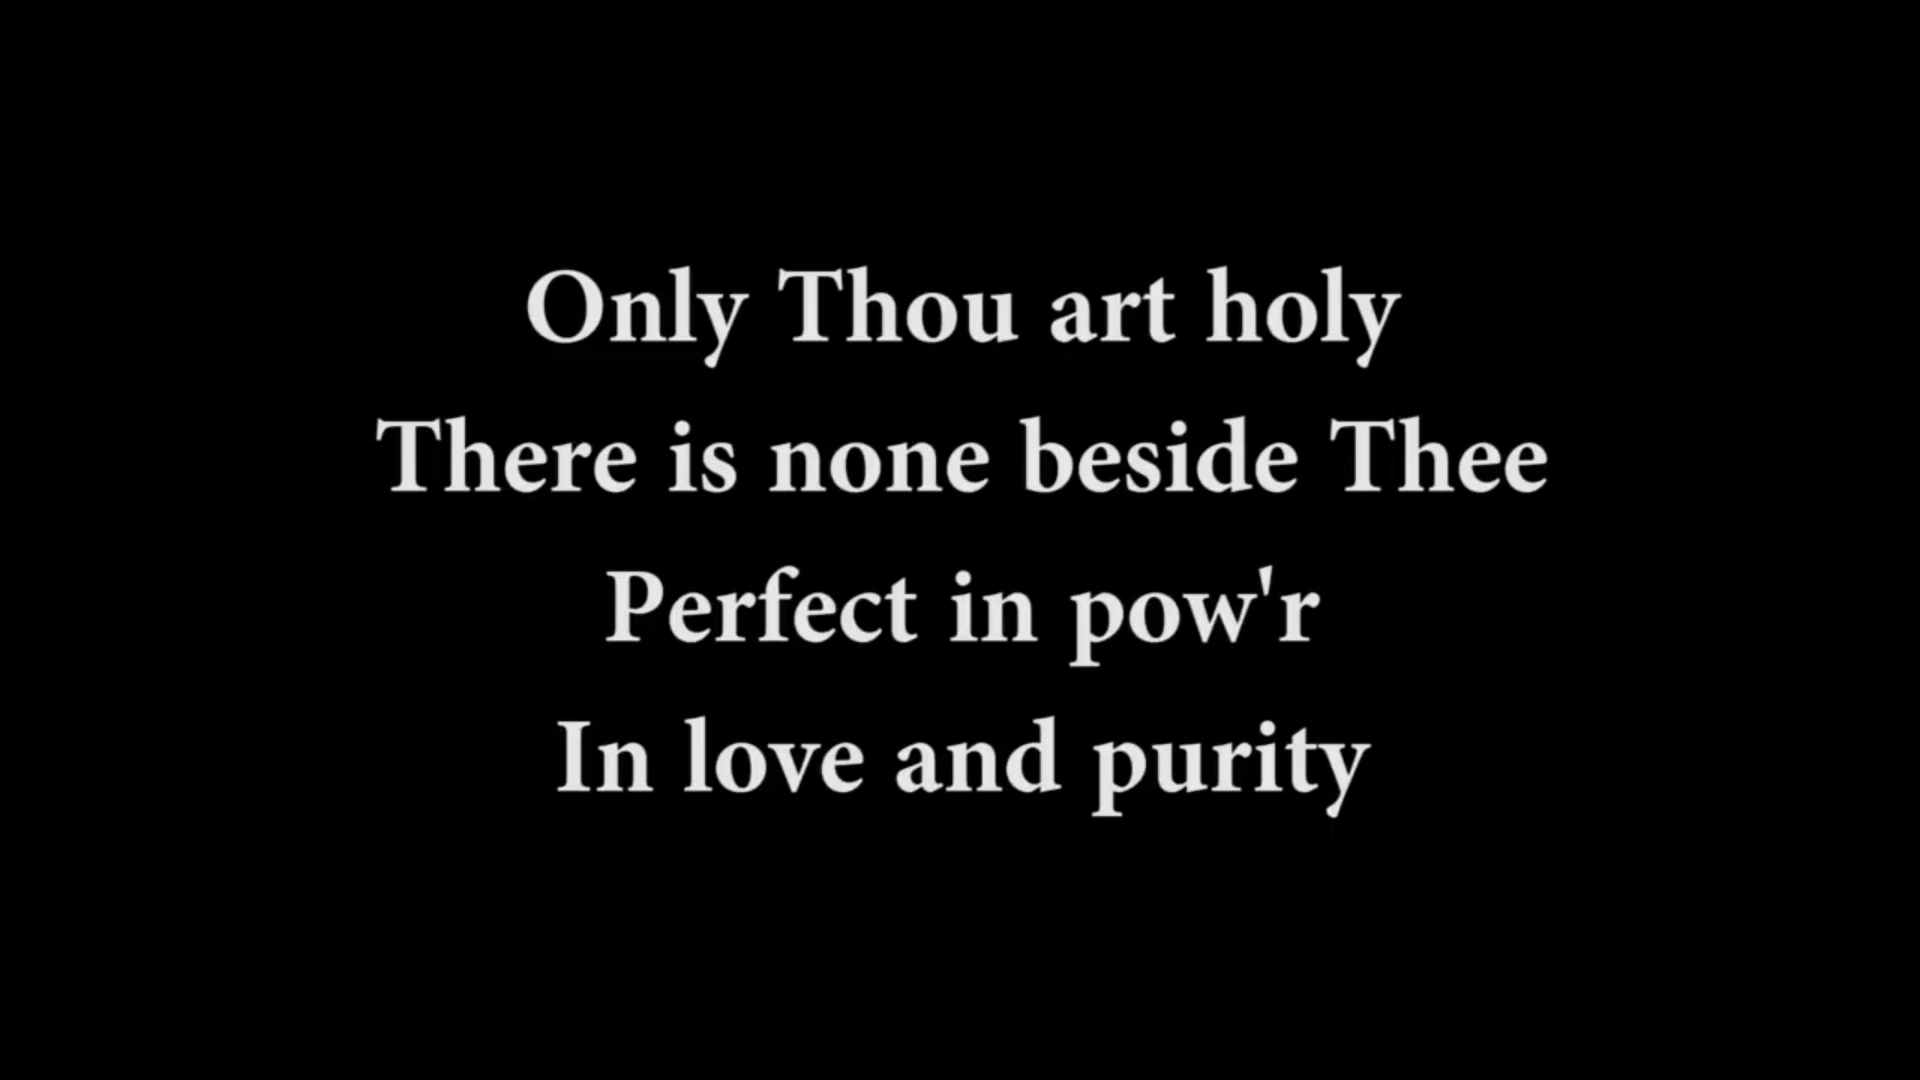 Only Thou art holy
There is none beside Thee
Perfect in pow'r
In love and purity